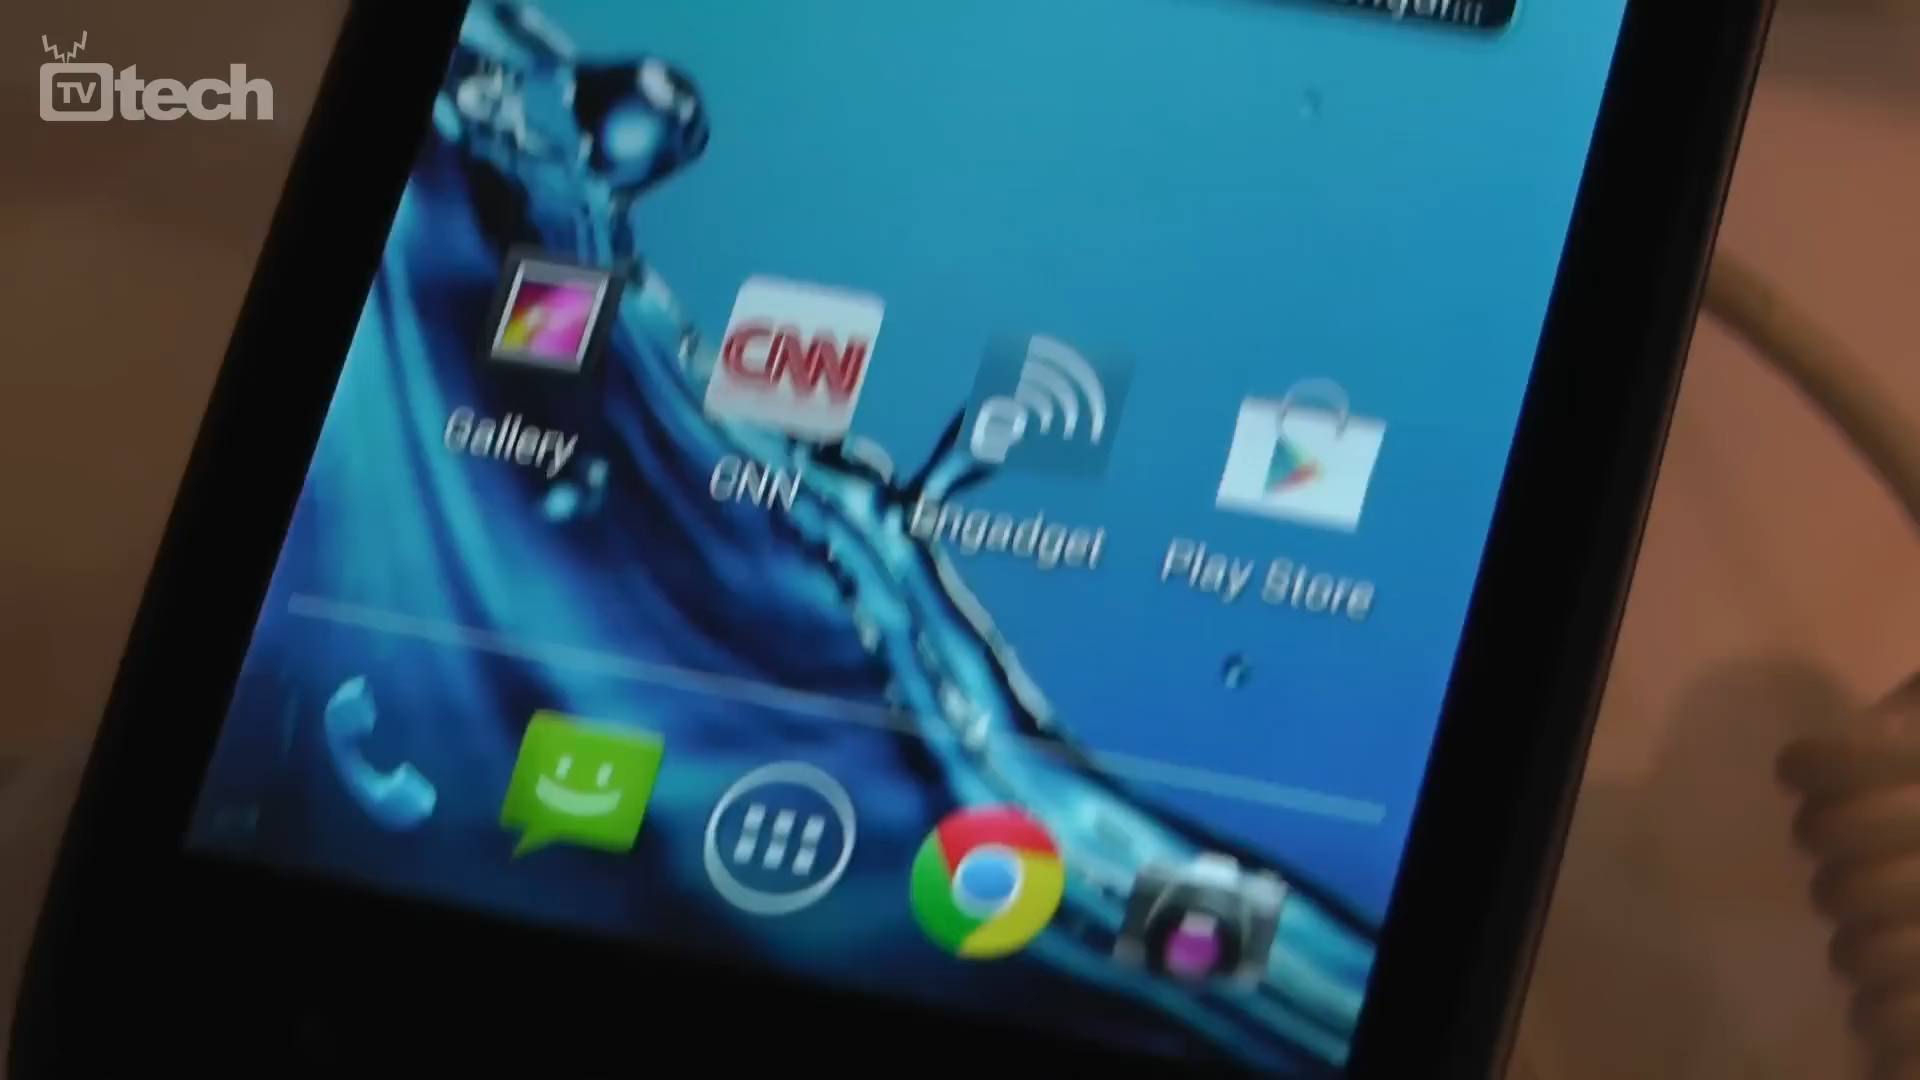 TV tech
Gallery
CNN
CNN
Engadget
Play Store